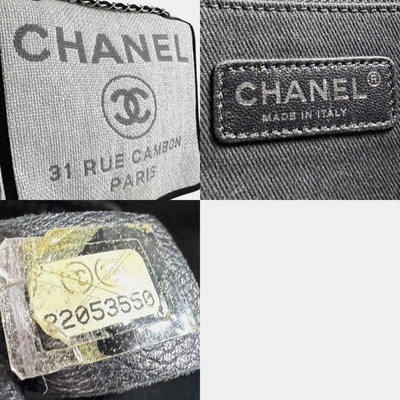 CHANEL
31 RUE CAMBON
PARIS
CHANEL®
MADE IN ITALY
22053550